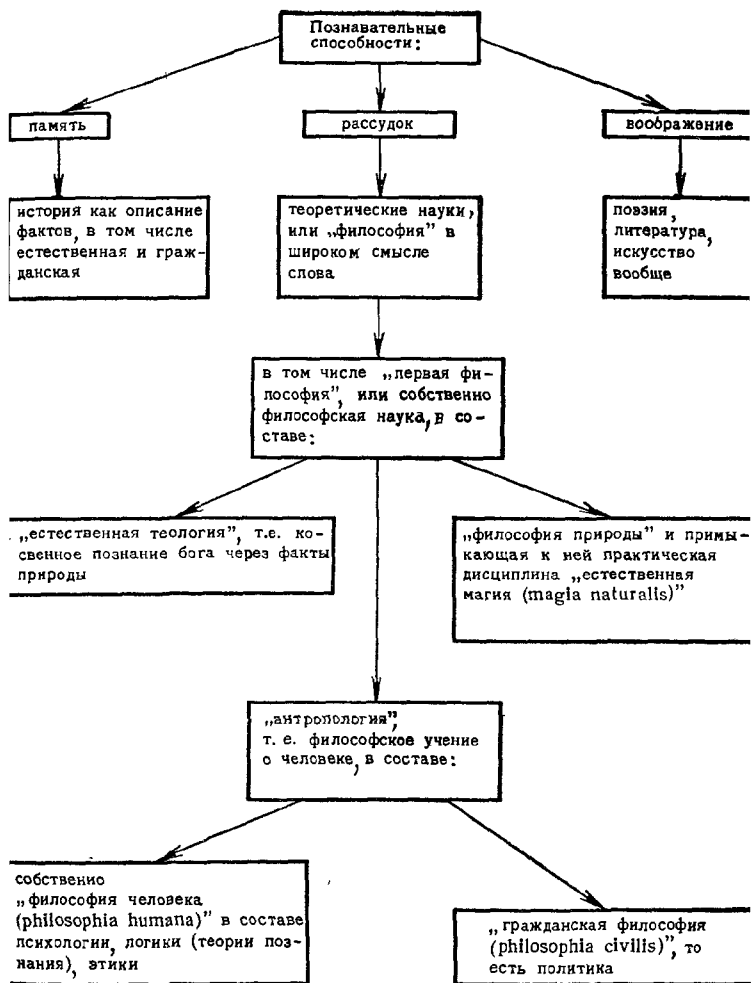 Познавательные
способности:
память
рассудок
воображение
история как описание
фактов, в том числе
естественная и граж-
данская
теоретические науки,
или „философия” в
широком смысле
слова
поэзия,
литература,
искусство
вообще
в том числе „первая фи-
лософия”, или собственно
философская наука, в со-
ставе:
„естественная теология”, т.е. ко-
свенное познание бога через факты
природы
„философия природы” и примы-
кающая к ней практическая
дисциплина „естественная
магия (magia naturalis)”
„антропология”,
т. е. философское учение
о человеке, в составе:
собственно
„философия человека
(philosophia humana)” в составе
психологии, логики (теории поз-
нания), этики
„гражданская философия
(philosophia civilis)”, то
есть политика